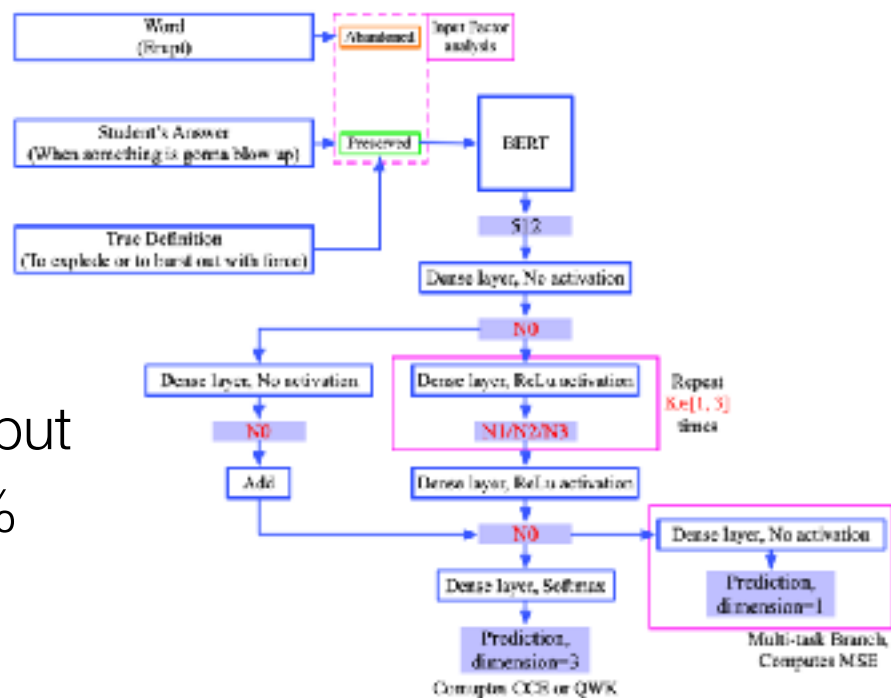 Word
(Erupt)
Abandoned
Input Factor
analysis
Student's Answer
(When something is gonna blow up)
Preserved
BERT
True Definition
(To explode or to burst out with force)
512
Dense layer, No activation
N0
Dense layer, No activation
Dense layer, ReLu activation
Repeat
K∈[1, 3]
times
N0
N1/N2/N3
put
%
Add
Dense layer, ReLu activation
N0
Dense layer, No activation
Dense layer, Softmax
Prediction,
dimension=1
Prediction,
dimension=3
Multi-task Branch,
Computes MSE
Computes CCE or QWK